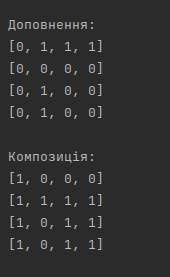 Доповнення:
[0, 1, 1, 1]
[0, 0, 0, 0]
[0, 1, 0, 0]
[0, 1, 0, 0]
Композиція:
[1, 0, 0, 0]
[1, 1, 1, 1]
[1, 0, 1, 1]
[1, 0, 1, 1]